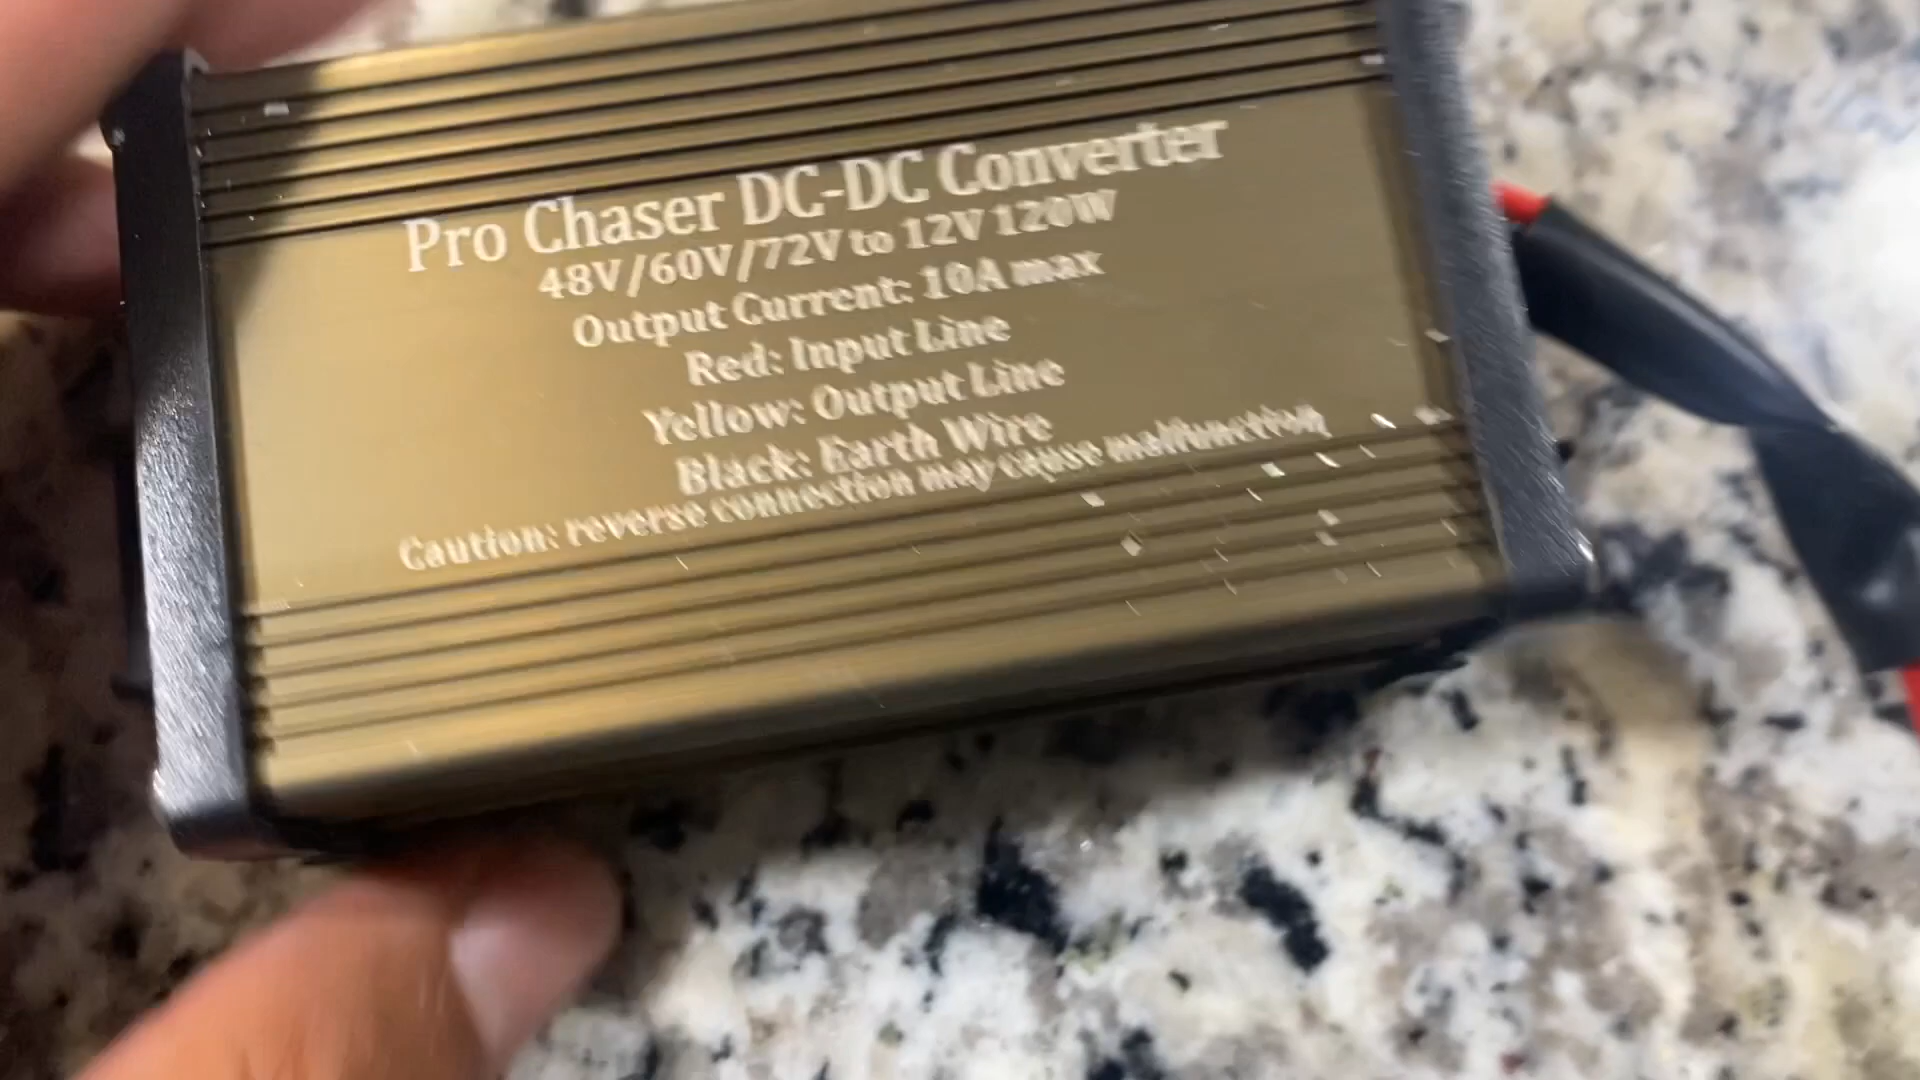 Pro Chaser DC-DC Converter
48V/60V/72V to 12V 120W
Output Current: 10A max
Red: Input Line
Yellow: Output Line
Black: Earth Wire
Caution: reverse connection may cause malfunction